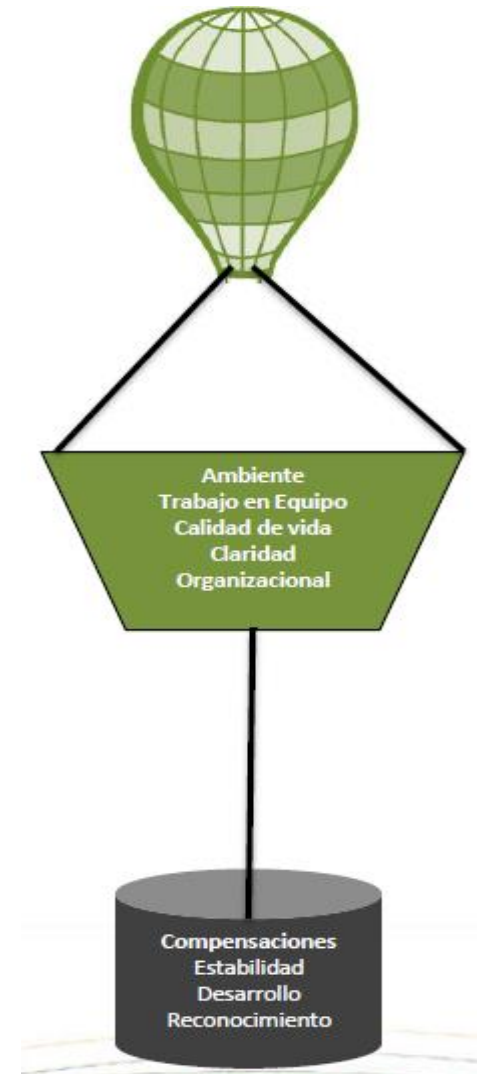 Ambiente
Trabajo en Equipo
Calidad de vida
Claridad
Organizacional
Compensaciones
Estabilidad
Desarrollo
Reconocimiento